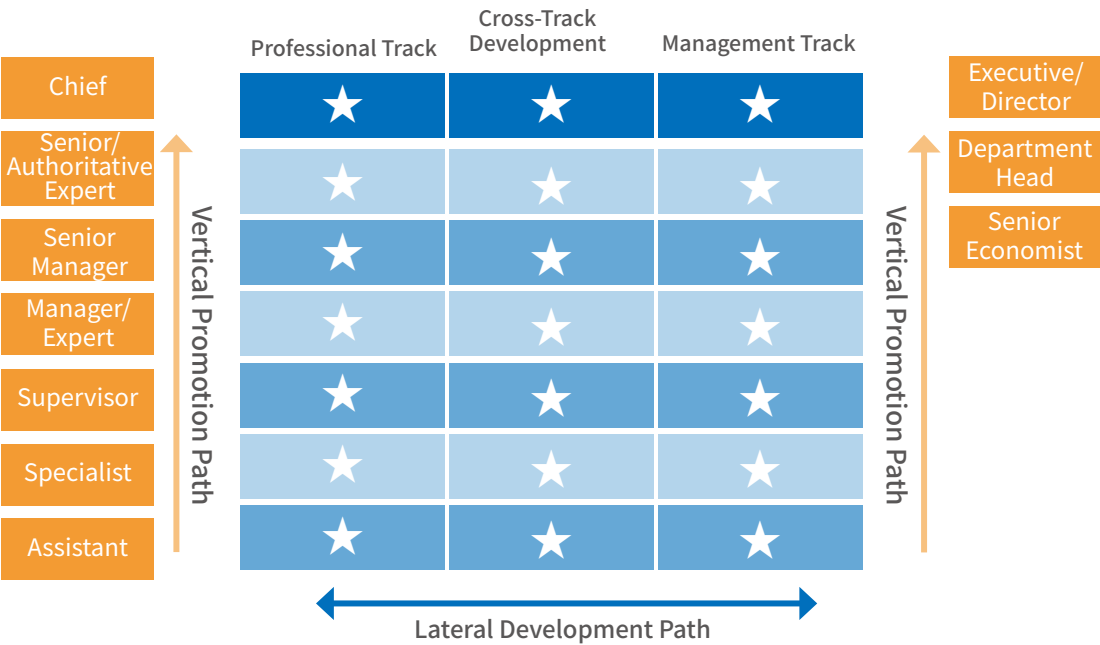 Professional Track
Cross-Track
Development
Management Track
Chief
Senior/
Authoritative
Expert
Senior
Manager
Manager/
Expert
Supervisor
Specialist
Assistant
Vertical Promotion Path
Vertical Promotion Path
Executive/
Director
Department
Head
Senior
Economist
Lateral Development Path